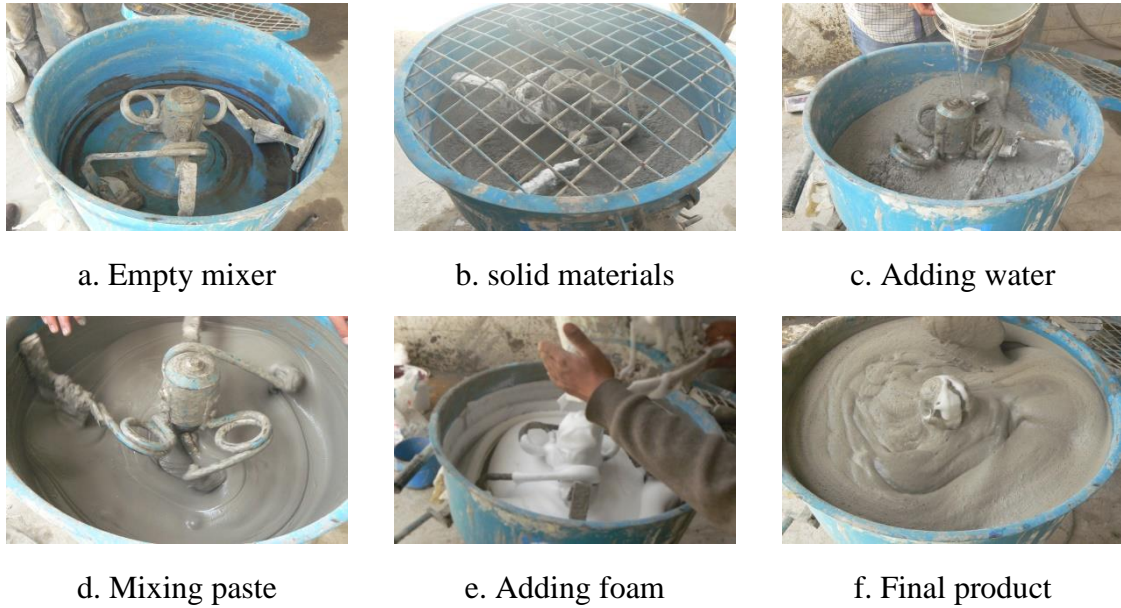 a. Empty mixer
b. solid materials
c. Adding water
d. Mixing paste
e. Adding foam
f. Final product